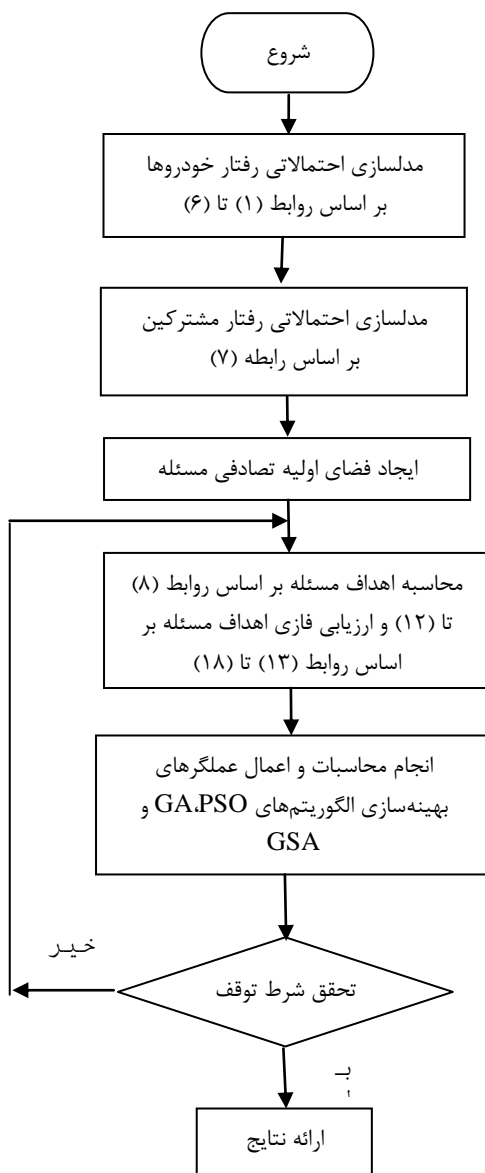 شروع
مدلسازی احتمالاتی رفتار خودروها
بر اساس روابط (۱) تا (۶)
مدلسازی احتمالاتی رفتار مشترکین
بر اساس رابطه (۷)
ایجاد فضای اولیه تصادفی مسئله
محاسبه اهداف مسئله بر اساس روابط (۸)
تا (۱۲) و ارزیابی فازی اهداف مسئله بر
اساس روابط (۱۳) تا (۱۸)
انجام محاسبات و اعمال عملگرهای
بهینه‌سازی الگوریتم‌های GA،PSO و
GSA
خیر
تحقق شرط توقف
ارائه نتایج